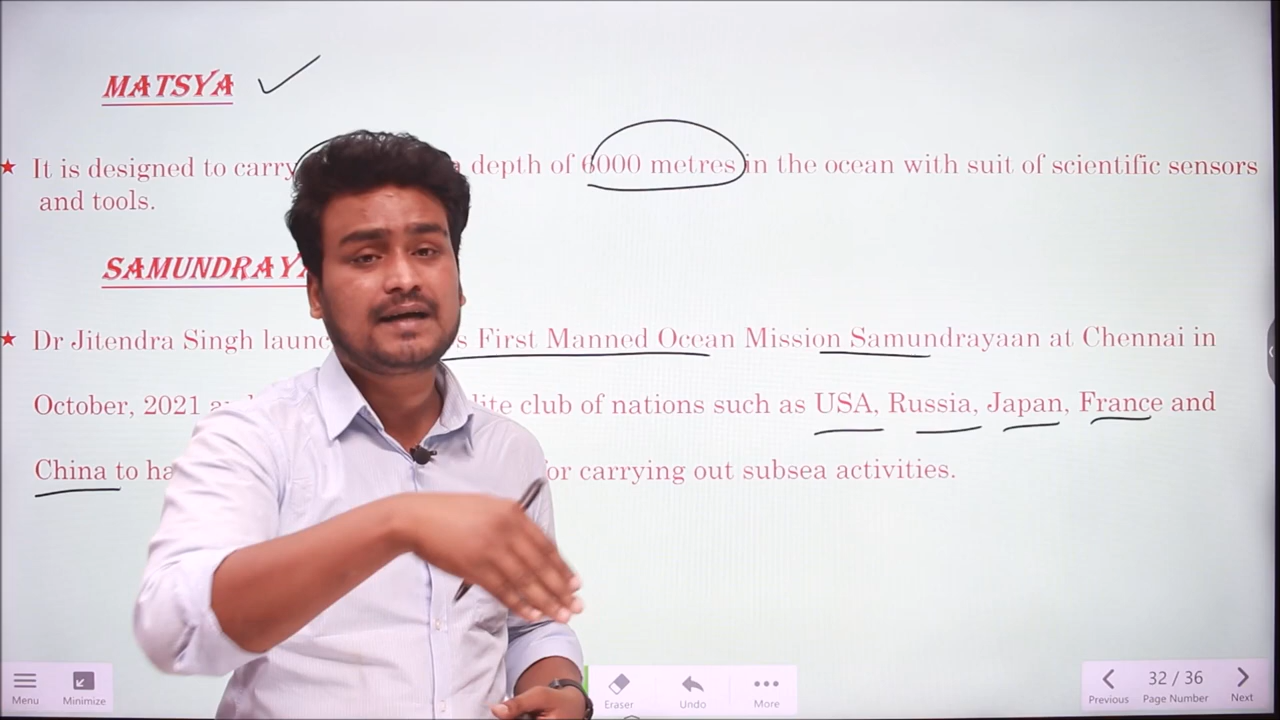 MATSYA
★ It is designed to carry depth of 6000 metres in the ocean with suit of scientific sensors
and tools.
SAMUNDRAYA
★ Dr Jitendra Singh launc s First Manned Ocean Mission Samundrayaan at Chennai in
October, 2021 lite club of nations such as USA, Russia, Japan, France and
China to ha or carrying out subsea activities.
Menu
Minimize
Eraser
Undo
More
Previous
32 / 36
Page Number
Next